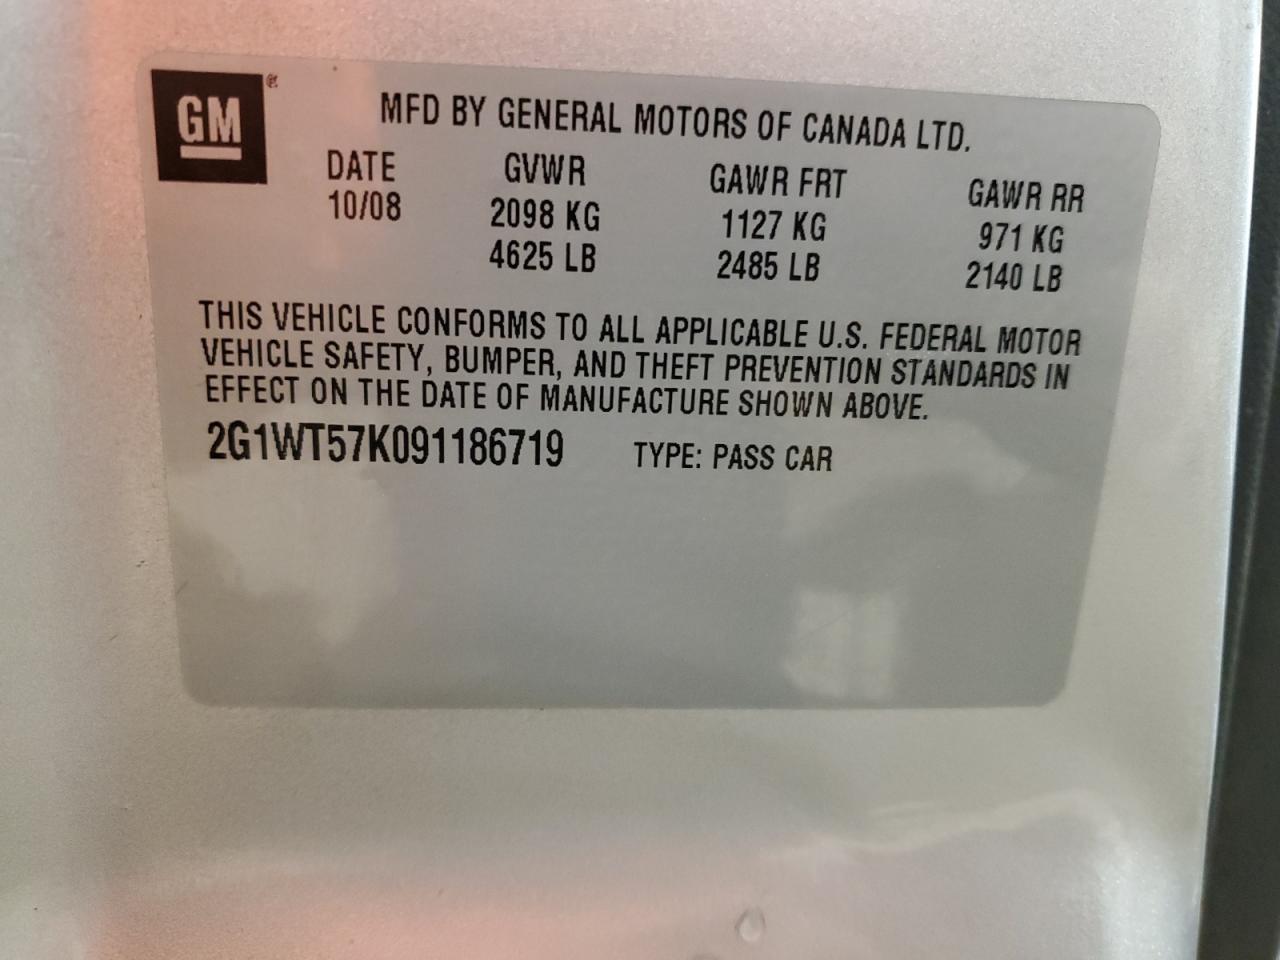 GM®
MFD BY GENERAL MOTORS OF CANADA LTD.
DATE GVWR GAWR FRT GAWR RR
10/08 2098 KG 1127 KG 971 KG
4625 LB 2485 LB 2140 LB
THIS VEHICLE CONFORMS TO ALL APPLICABLE U.S. FEDERAL MOTOR
VEHICLE SAFETY, BUMPER, AND THEFT PREVENTION STANDARDS IN
EFFECT ON THE DATE OF MANUFACTURE SHOWN ABOVE.
2G1WT57K091186719 TYPE: PASS CAR